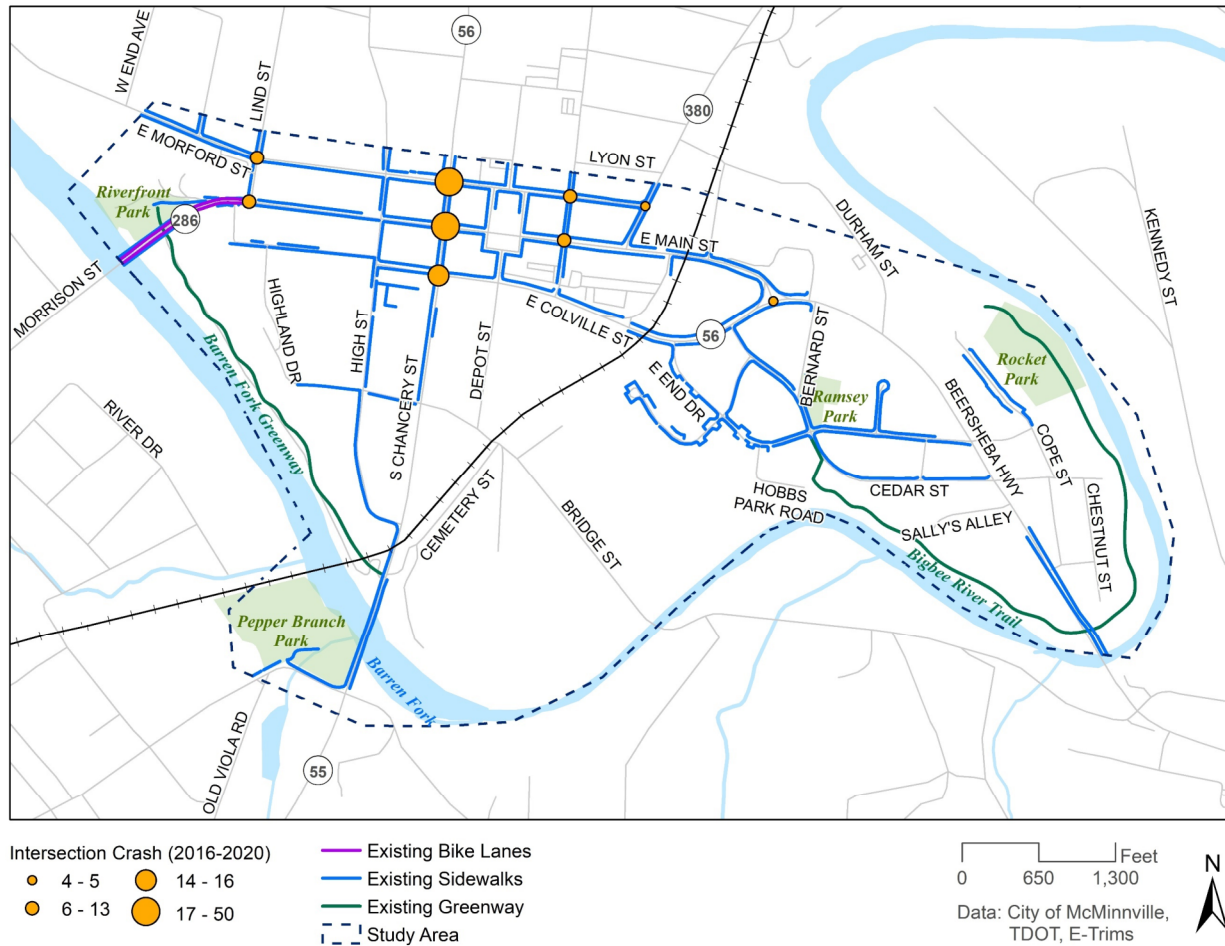 56
W END AVE
LIND ST
380
E MORFORD ST
LYON ST
Riverfront
Park
286
E MAIN ST
DURHAM ST
KENNEDY ST
MORRISON ST
HIGHLAND DR
HIGH ST
S CHANCERY ST
DEPOT ST
E COLVILLE ST
56
BERNARD ST
Rocket
Park
Barren Fork Greenway
E END DR
Ramsey
Park
BEERSHEBA HWY
COPE ST
RIVER DR
CEMETERY ST
BRIDGE ST
HOBBS
PARK ROAD
CEDAR ST
SALLY'S ALLEY
CHESTNUT ST
Bigbee River Trail
Pepper Branch
Park
Barren Fork
OLD VIOLA RD
55
Intersection Crash (2016-2020)
4 - 5
14 - 16
6 - 13
17 - 50
Existing Bike Lanes
Existing Sidewalks
Existing Greenway
Study Area
Feet
0 650 1,300
Data: City of McMinnville,
TDOT, E-Trims
N